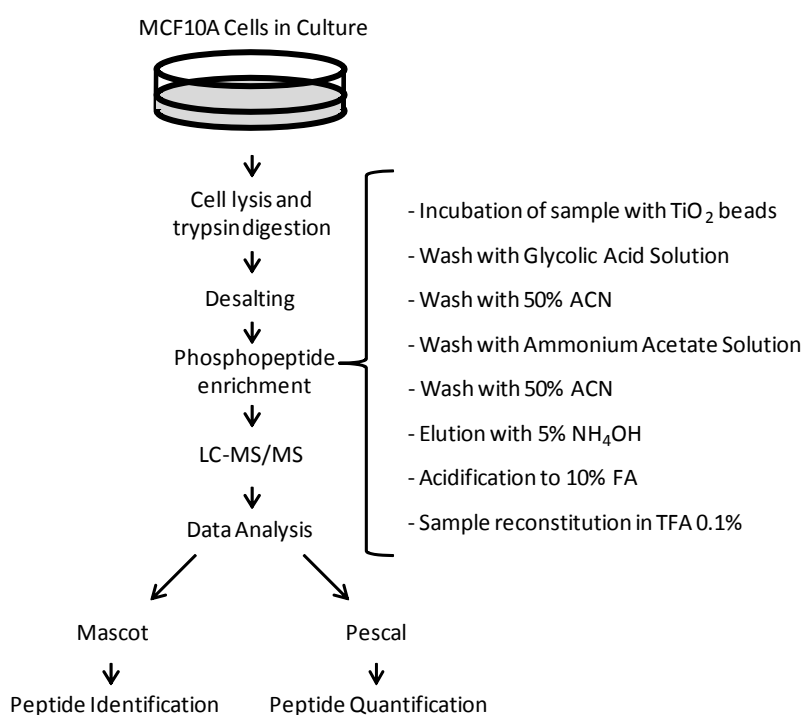 MCF10A Cells in Culture
Cell lysis and
trypsin digestion
Desalting
Phosphopeptide
enrichment
LC-MS/MS
Data Analysis
- Incubation of sample with TiO₂ beads
- Wash with Glycolic Acid Solution
- Wash with 50% ACN
- Wash with Ammonium Acetate Solution
- Wash with 50% ACN
- Elution with 5% NH₄OH
- Acidification to 10% FA
- Sample reconstitution in TFA 0.1%
Mascot
Pescal
Peptide Identification
Peptide Quantification